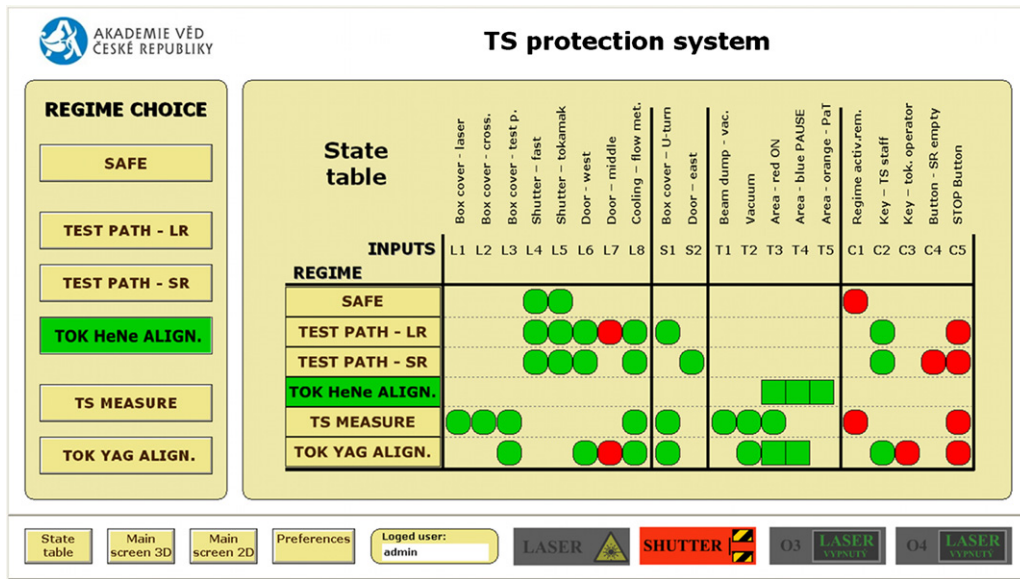 AKADEMIE VĚD
ČESKÉ REPUBLIKY
TS protection system
REGIME CHOICE
SAFE
TEST PATH - LR
TEST PATH - SR
TOK HeNe ALIGN.
TS MEASURE
TOK YAG ALIGN.
State
table
Box cover - laser
Box cover - cross.
Box cover - test p.
Shutter - fast
Shutter - tokamak
Door - west
Door - middle
Cooling - flow met.
Box cover - U-turn
Door - east
Beam dump - vac.
Vacuum
Area - red ON
Area - blue PAUSE
Area - orange - PaT
Regime activ.rem.
Key - TS staff
Key - tok. operator
Button - SR empty
STOP Button
INPUTS L1 L2 L3 L4 L5 L6 L7 L8 S1 S2 T1 T2 T3 T4 T5 C1 C2 C3 C4 C5
REGIME
SAFE
TEST PATH - LR
TEST PATH - SR
TOK HeNe ALIGN.
TS MEASURE
TOK YAG ALIGN.
State
table
Main
screen 3D
Main
screen 2D
Preferences
Loged user:
admin
LASER
SHUTTER
O3 LASER
VYPNUTÝ
O4 LASER
VYPNUTÝ